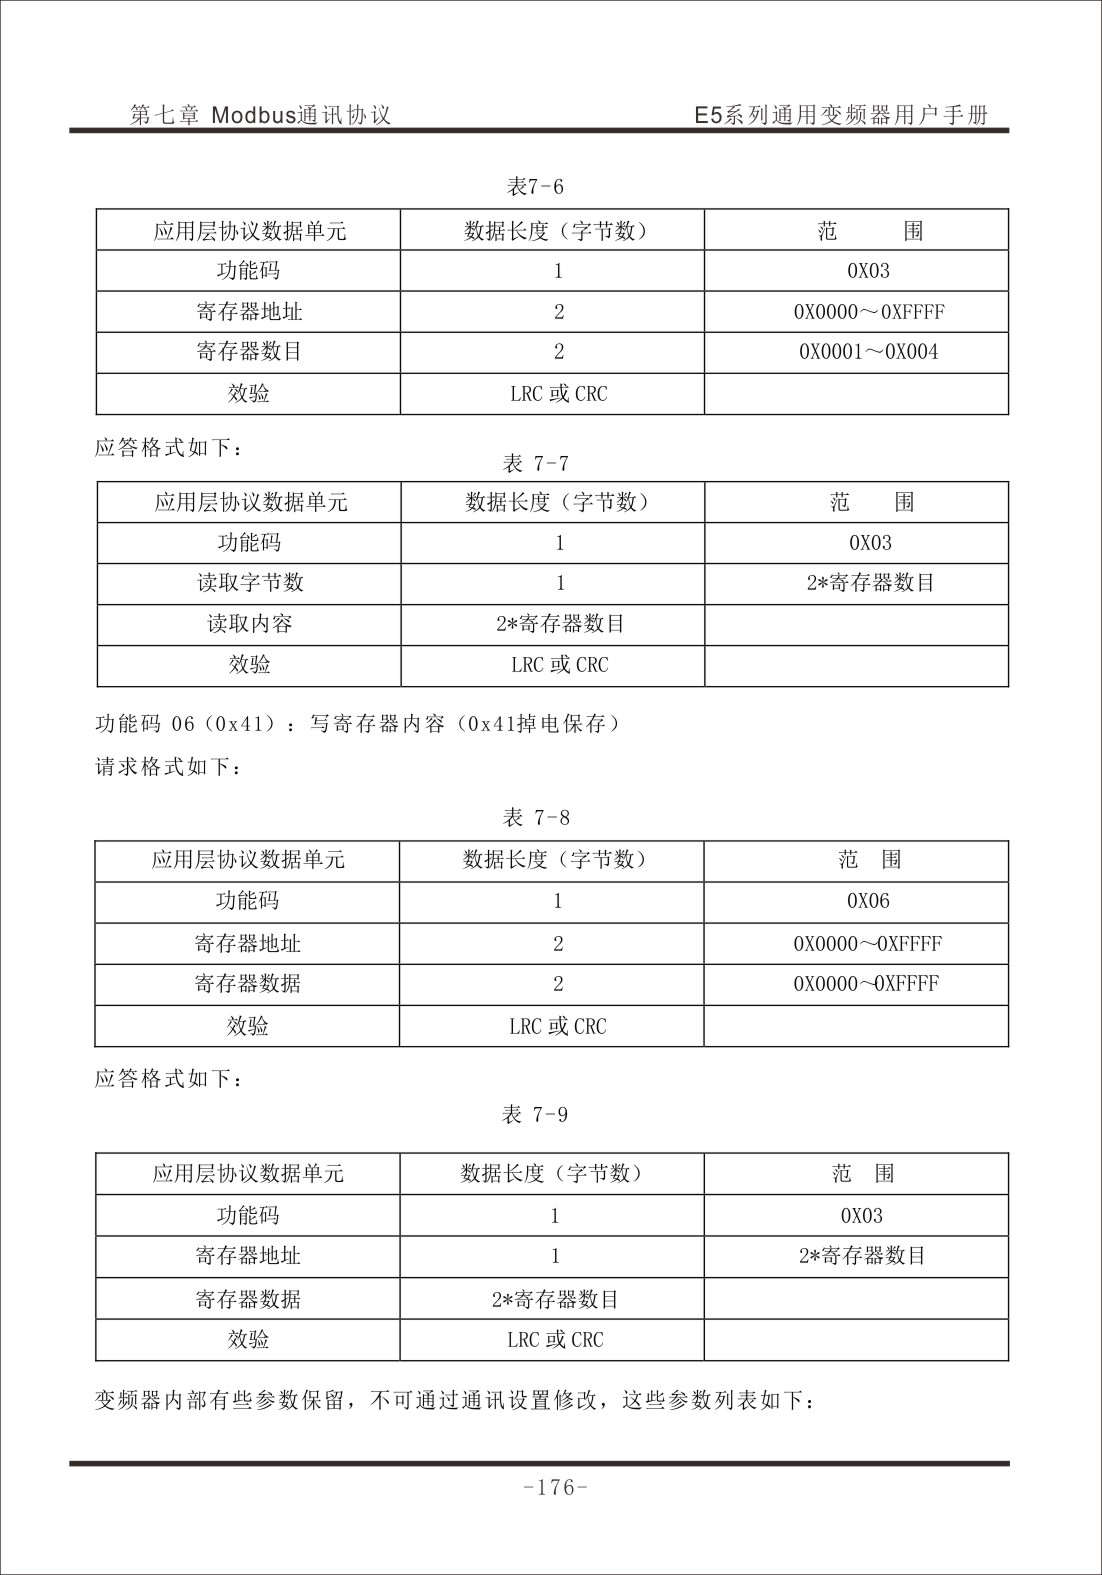 第七章 Modbus通讯协议 E5系列通用变频器用户手册
表7-6
应用层协议数据单元 数据长度（字节数） 范 围
功能码 1 0X03
寄存器地址 2 0X0000～0XFFFF
寄存器数目 2 0X0001～0X004
效验 LRC 或 CRC
应答格式如下：
表 7-7
应用层协议数据单元 数据长度（字节数） 范 围
功能码 1 0X03
读取字节数 1 2*寄存器数目
读取内容 2*寄存器数目
效验 LRC 或 CRC
功能码 06（0x41）：写寄存器内容（0x41掉电保存）
请求格式如下：
表 7-8
应用层协议数据单元 数据长度（字节数） 范 围
功能码 1 0X06
寄存器地址 2 0X0000～0XFFFF
寄存器数据 2 0X0000～0XFFFF
效验 LRC 或 CRC
应答格式如下：
表 7-9
应用层协议数据单元 数据长度（字节数） 范 围
功能码 1 0X03
寄存器地址 1 2*寄存器数目
寄存器数据 2*寄存器数目
效验 LRC 或 CRC
变频器内部有些参数保留，不可通过通讯设置修改，这些参数列表如下：
-176-